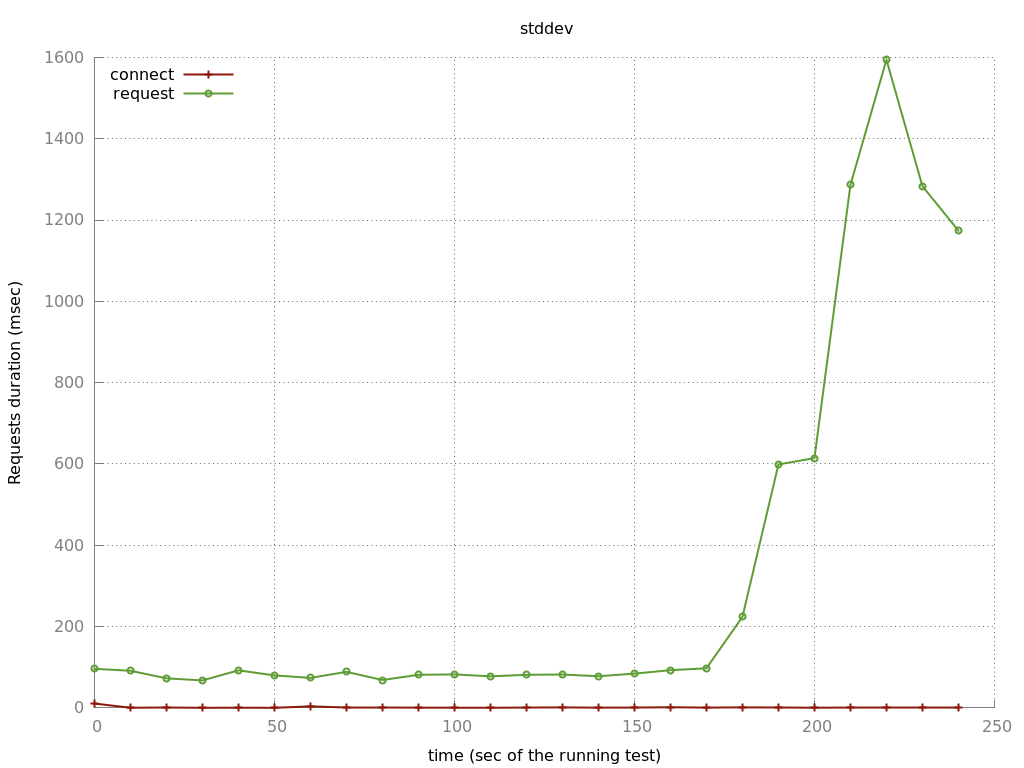 stddev
connect
request
1600
1400
1200
1000
800
600
400
200
0
Requests duration (msec)
0 50 100 150 200 250
time (sec of the running test)